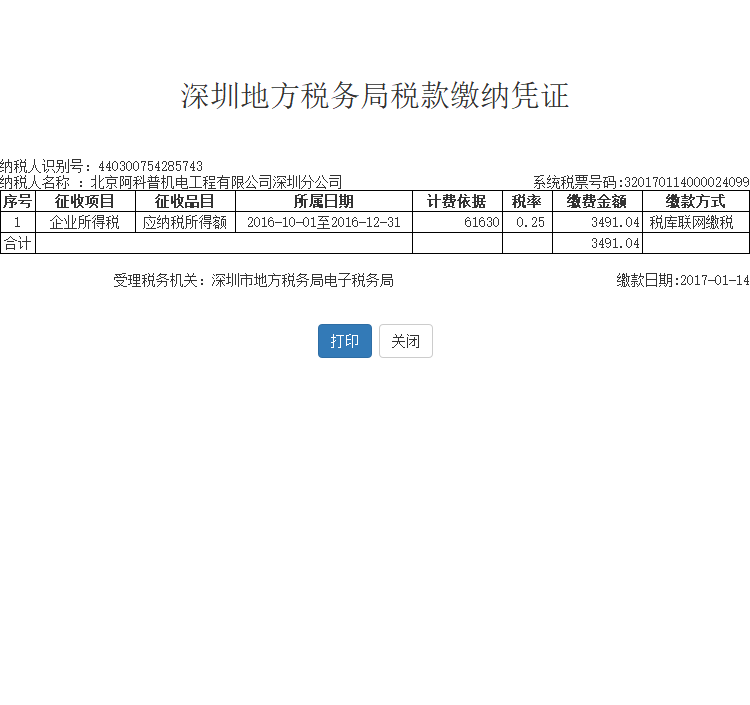 深圳地方税务局税款缴纳凭证
纳税人识别号: 440300754285743
纳税人名称 : 北京阿科普机电工程有限公司深圳分公司 系统税票号码:320170114000024099
序号 征收项目 征收品目 所属日期 计费依据 税率 缴费金额 缴款方式
1 企业所得税 应纳税所得额 2016-10-01至2016-12-31 61630 0.25 3491.04 税库联网缴税
合计 3491.04
受理税务机关: 深圳市地方税务局电子税务局 缴款日期:2017-01-14
打印 关闭